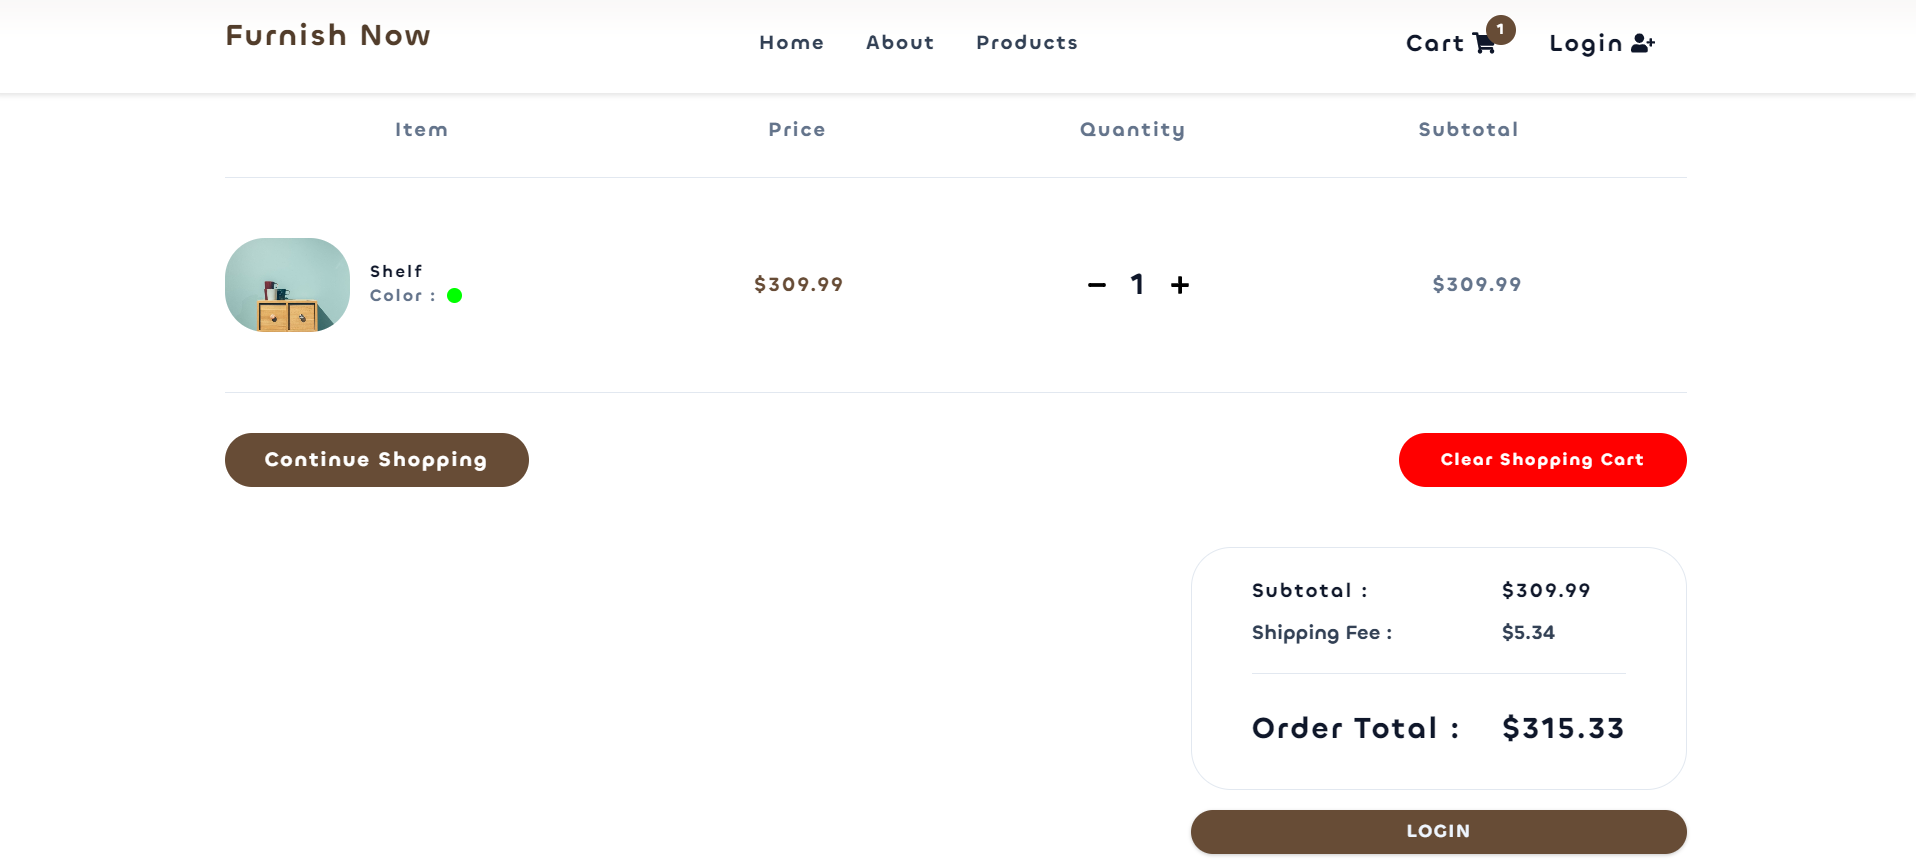 Furnish Now
Home About Products
Cart 1 Login
Item Price Quantity Subtotal
Shelf
Color :
$309.99 − 1 + $309.99
Continue Shopping Clear Shopping Cart
Subtotal : $309.99
Shipping Fee : $5.34
Order Total : $315.33
LOGIN